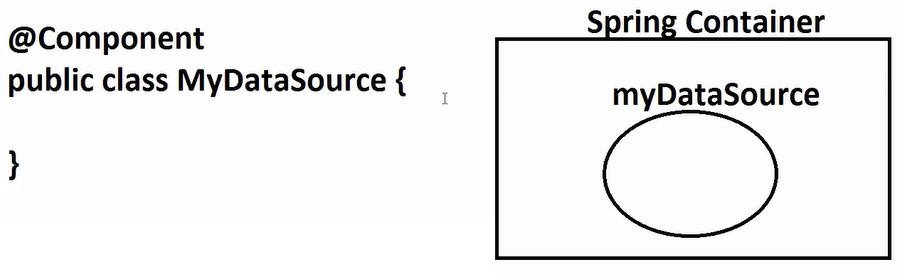 @Component
public class MyDataSource {
}
Spring Container
myDataSource